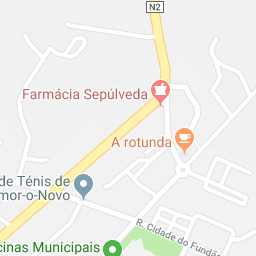 N2
Farmácia Sepúlveda
A rotunda
de Ténis de
mor-o-Novo
R. Cidade do Fundão
cinas Municipais